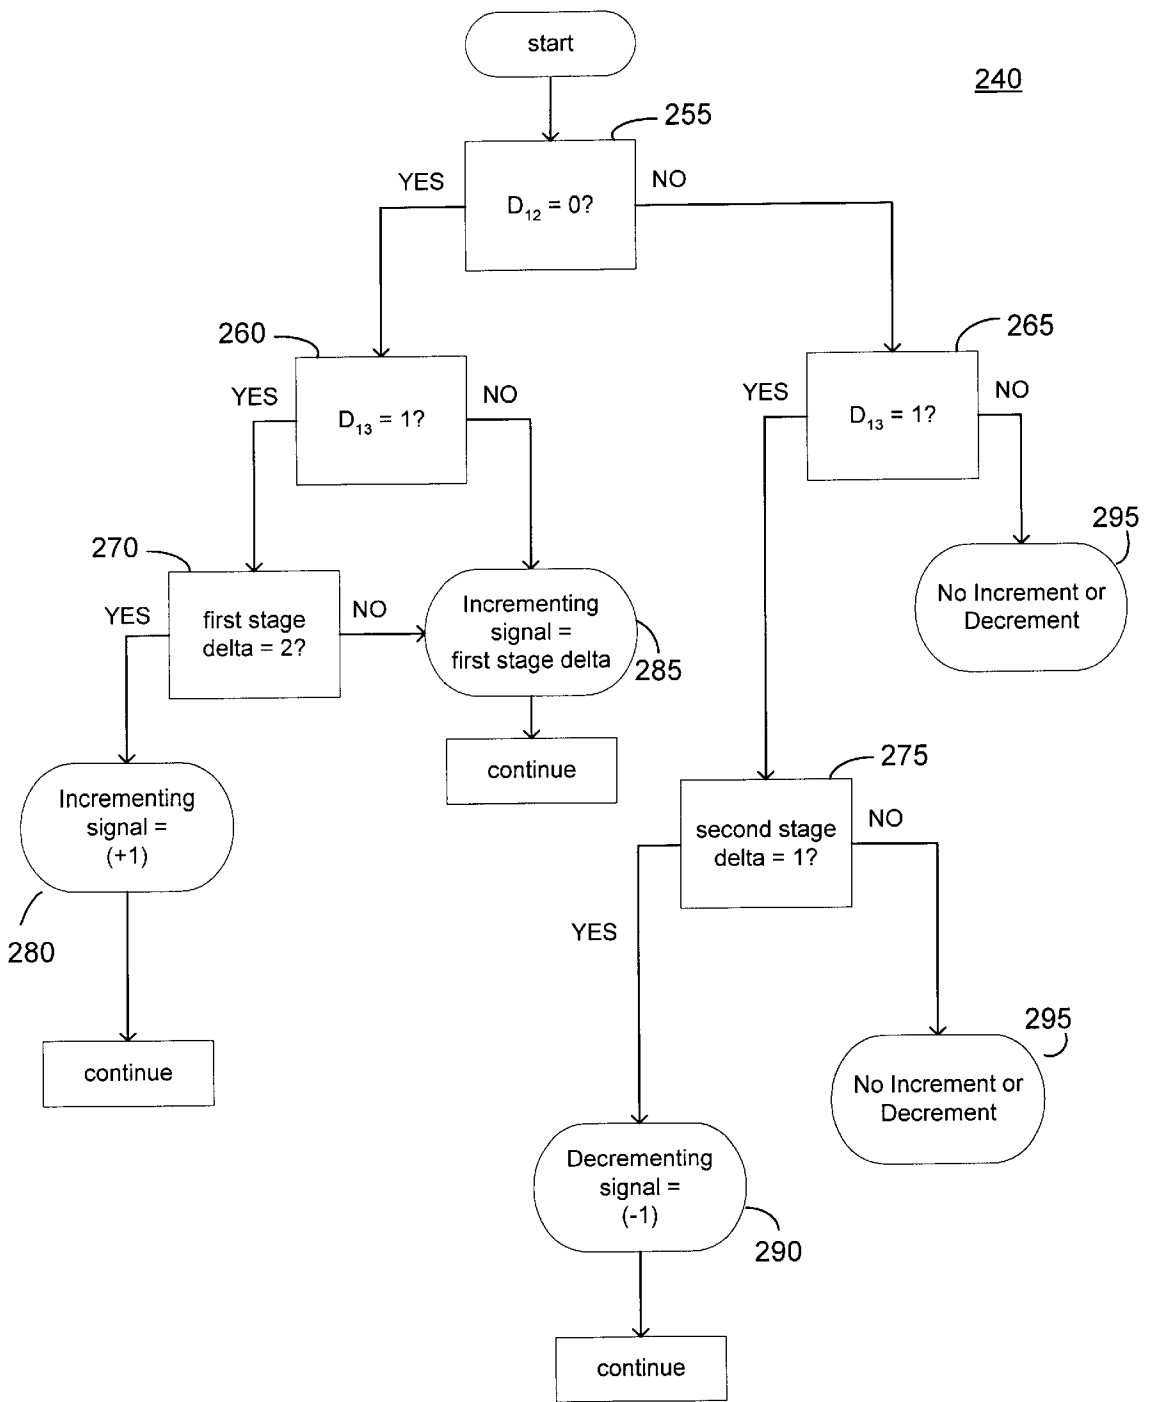 start
240
255
YES
NO
D12 = 0?
260
265
YES
NO
YES
NO
D13 = 1?
D13 = 1?
295
270
No Increment or
Decrement
YES
first stage
delta = 2?
NO
Incrementing
signal =
first stage delta
285
275
continue
Incrementing
signal =
(+1)
second stage
delta = 1?
NO
280
YES
295
continue
No Increment or
Decrement
Decrementing
signal =
(-1)
290
continue